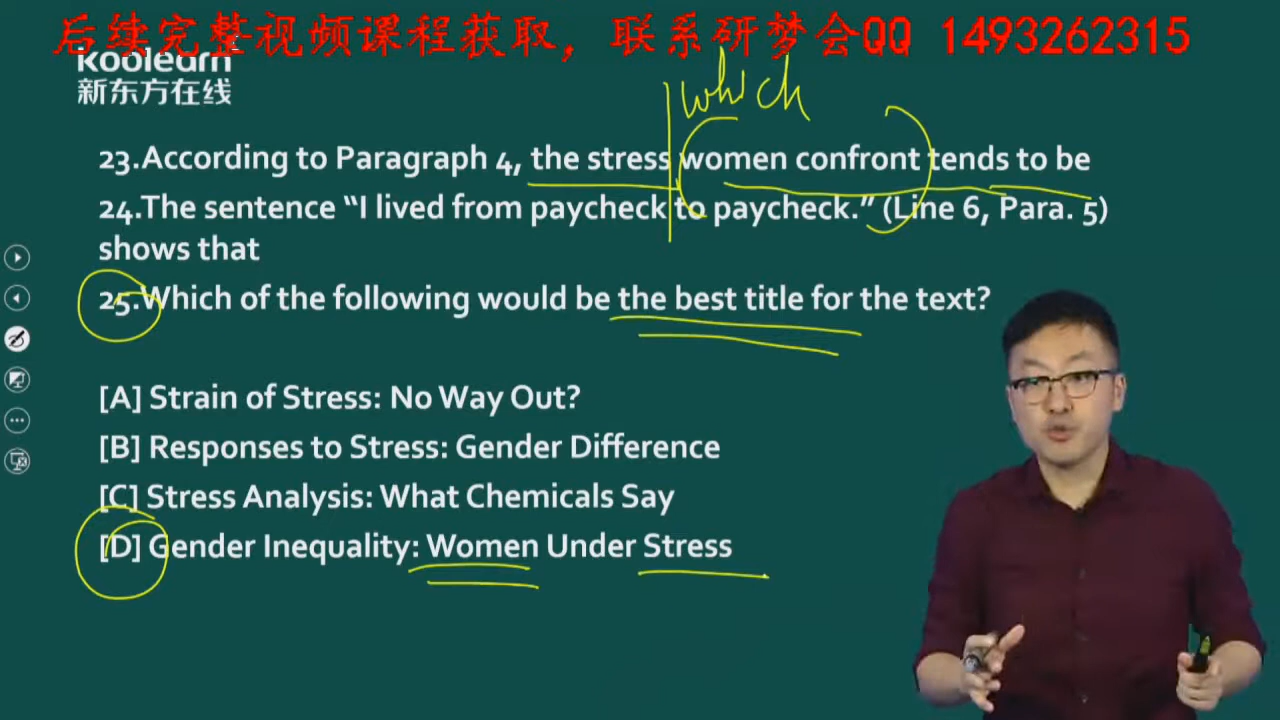 后续完整视频课程获取，联系研梦会QQ 1493262315
koolearn
新东方在线
which
23.According to Paragraph 4, the stress women confront tends to be
24.The sentence “I lived from paycheck to paycheck.” (Line 6, Para. 5)
shows that
25.Which of the following would be the best title for the text?
[A] Strain of Stress: No Way Out?
[B] Responses to Stress: Gender Difference
[C] Stress Analysis: What Chemicals Say
[D] Gender Inequality: Women Under Stress